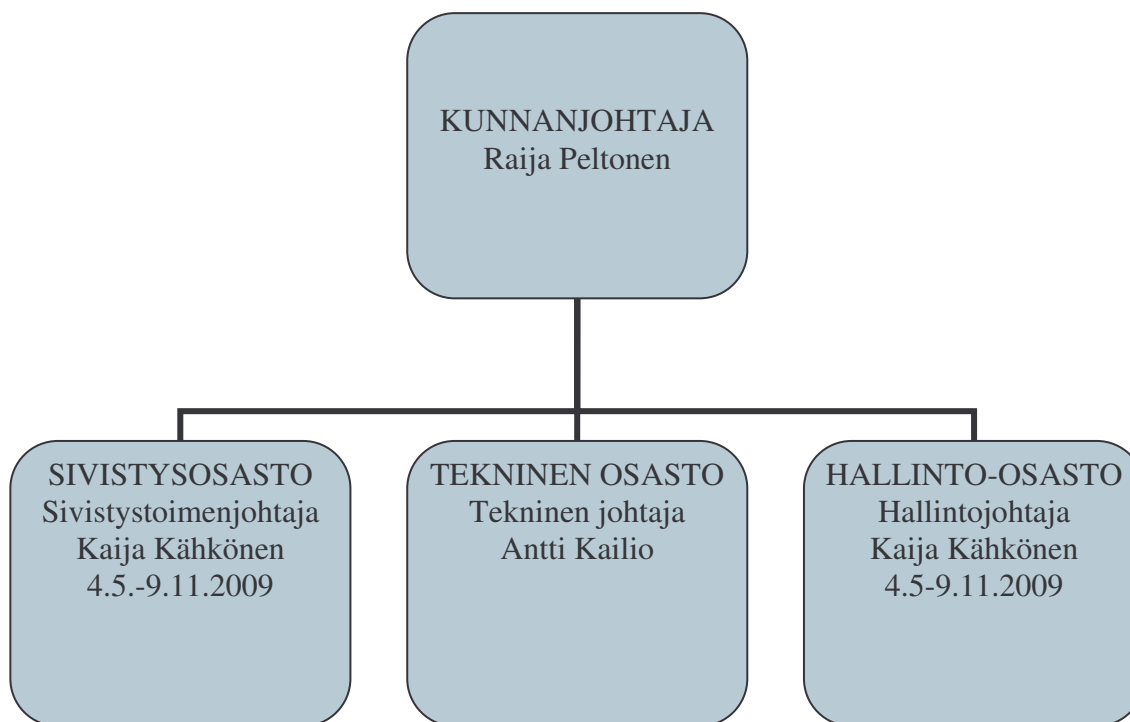 KUNNANJOHTAJA
Raija Peltonen
SIVISTYSOSASTO
Sivistystoimenjohtaja
Kaija Kähkönen
4.5.-9.11.2009
TEKNINEN OSASTO
Tekninen johtaja
Antti Kailio
HALLINTO-OSASTO
Hallintojohtaja
Kaija Kähkönen
4.5-9.11.2009